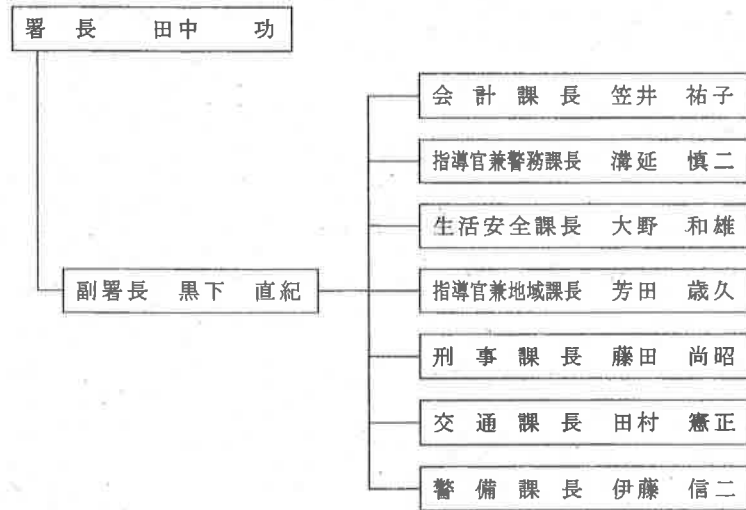 署長 田中 功
会計課長 笠井 祐子
指導官兼警務課長 溝延 慎二
生活安全課長 大野 和雄
副署長 黒下 直紀
指導官兼地域課長 芳田 歳久
刑事課長 藤田 尚昭
交通課長 田村 憲正
警備課長 伊藤 信二